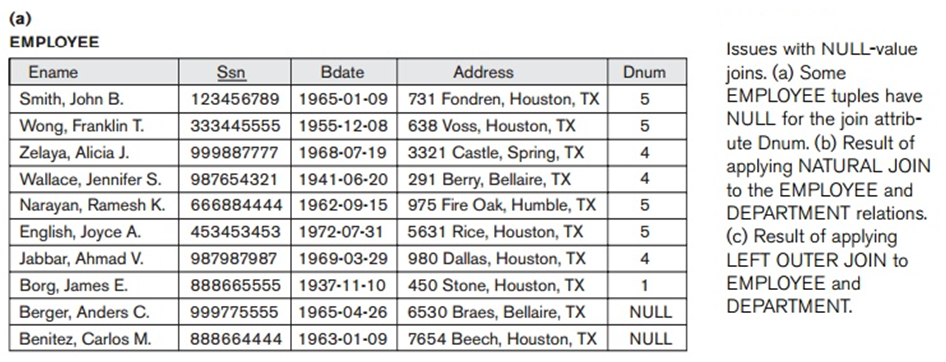 (a)
EMPLOYEE
Ename Ssn Bdate Address Dnum
Smith, John B. 123456789 1965-01-09 731 Fondren, Houston, TX 5
Wong, Franklin T. 333445555 1955-12-08 638 Voss, Houston, TX 5
Zelaya, Alicia J. 999887777 1968-07-19 3321 Castle, Spring, TX 4
Wallace, Jennifer S. 987654321 1941-06-20 291 Berry, Bellaire, TX 4
Narayan, Ramesh K. 666884444 1962-09-15 975 Fire Oak, Humble, TX 5
English, Joyce A. 453453453 1972-07-31 5631 Rice, Houston, TX 5
Jabbar, Ahmad V. 987987987 1969-03-29 980 Dallas, Houston, TX 4
Borg, James E. 888665555 1937-11-10 450 Stone, Houston, TX 1
Berger, Anders C. 999775555 1965-04-26 6530 Braes, Bellaire, TX NULL
Benitez, Carlos M. 888664444 1963-01-09 7654 Beech, Houston, TX NULL
Issues with NULL-value
joins. (a) Some
EMPLOYEE tuples have
NULL for the join attrib-
ute Dnum. (b) Result of
applying NATURAL JOIN
to the EMPLOYEE and
DEPARTMENT relations.
(c) Result of applying
LEFT OUTER JOIN to
EMPLOYEE and
DEPARTMENT.